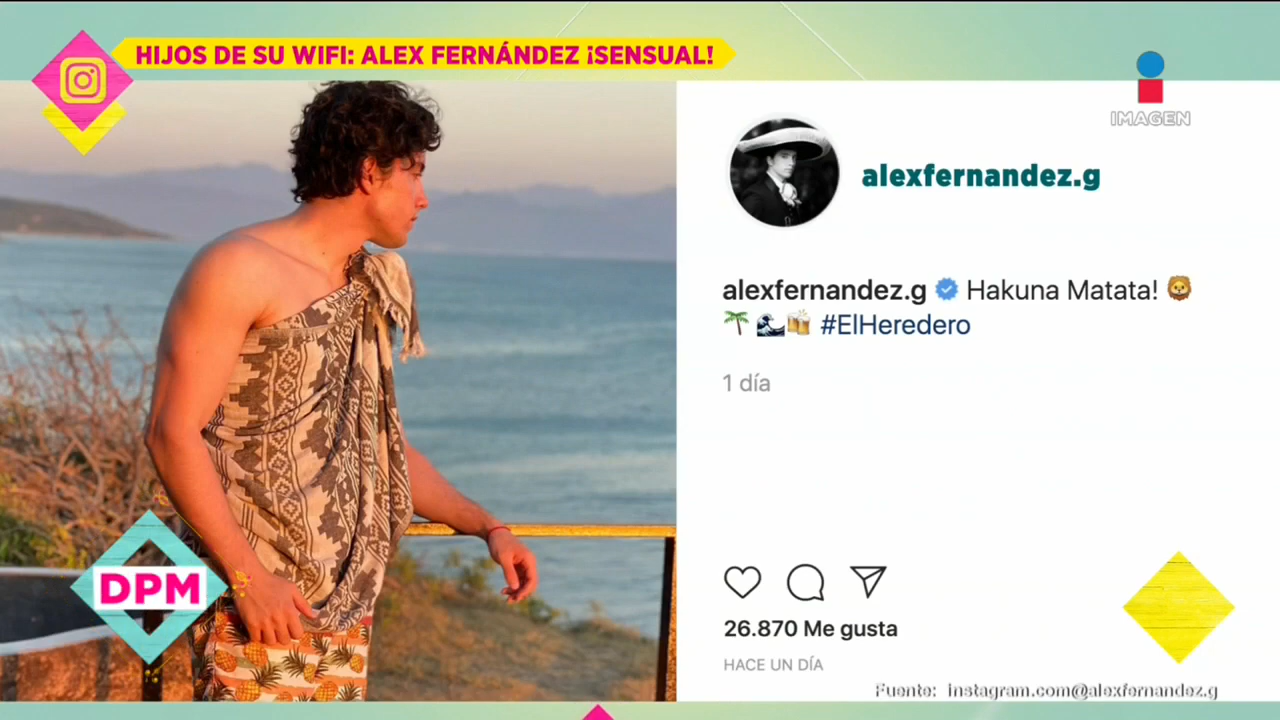 HIJOS DE SU WIFI: ALEX FERNÁNDEZ ¡SENSUAL!
IMAGEN
alexfernandez.g
alexfernandez.g Hakuna Matata! 🦁
🌴🌊🍻 #ElHeredero
1 día
DPM
26.870 Me gusta
HACE UN DÍA
Fuente: instagram.com@alexfernandez.g